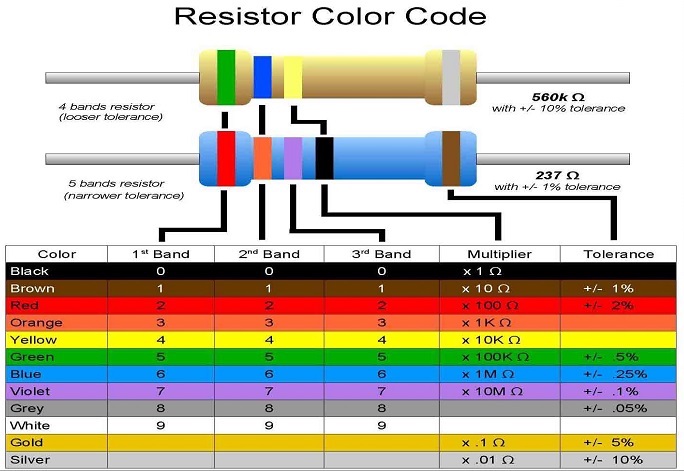 Resistor Color Code
4 bands resistor
(looser tolerance)
560k Ω
with +/- 10% tolerance
5 bands resistor
(narrower tolerance)
237 Ω
with +/- 1% tolerance
Color 1st Band 2nd Band 3rd Band Multiplier Tolerance
Black 0 0 0 x 1 Ω
Brown 1 1 1 x 10 Ω +/- 1%
Red 2 2 2 x 100 Ω +/- 2%
Orange 3 3 3 x 1K Ω
Yellow 4 4 4 x 10K Ω
Green 5 5 5 x 100K Ω +/- .5%
Blue 6 6 6 x 1M Ω +/- .25%
Violet 7 7 7 x 10M Ω +/- .1%
Grey 8 8 8 +/- .05%
White 9 9 9
Gold x .1 Ω +/- 5%
Silver x .01 Ω +/- 10%